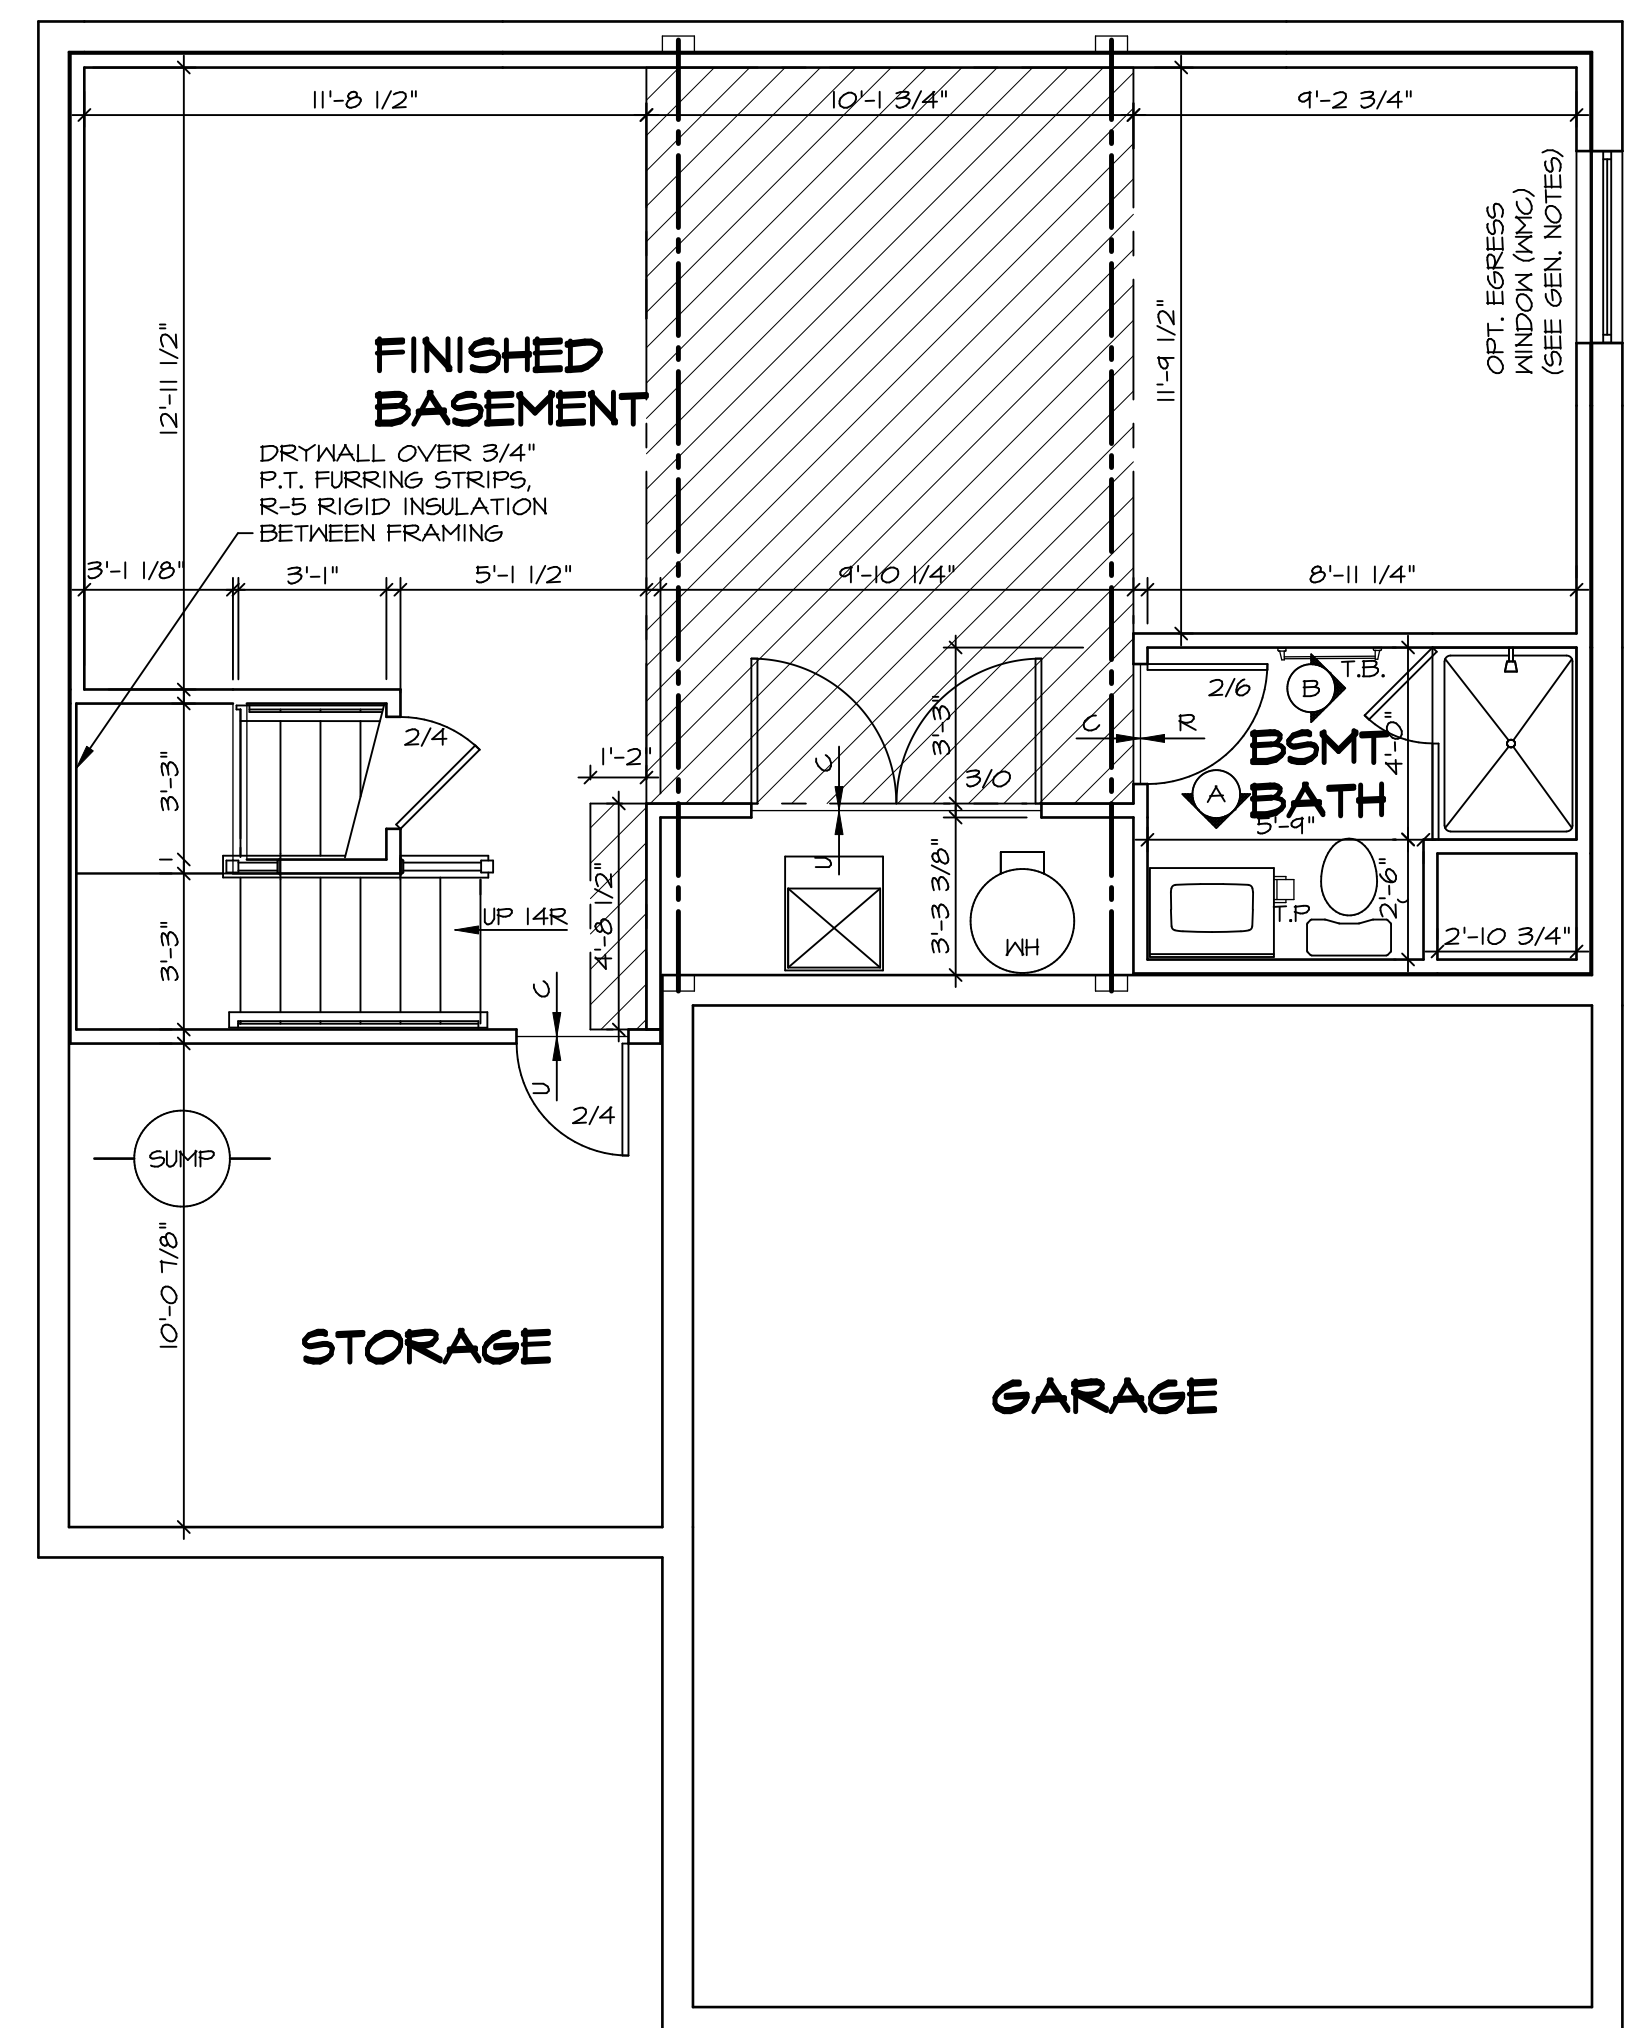 11'-8 1/2"
10'-1 3/4"
9'-2 3/4"
OPT. EGRESS
WINDOW (WMC)
(SEE GEN. NOTES)
12'-11 1/2"
11'-9 1/2"
FINISHED
BASEMENT
DRYWALL OVER 3/4"
P.T. FURRING STRIPS,
R-5 RIGID INSULATION
BETWEEN FRAMING
3'-1 1/8"
3'-1"
5'-1 1/2"
9'-10 1/4"
8'-11 1/4"
T.B.
2/6
B
C
R
3'-3"
2/4
4'-0"
BSMT
BATH
1'-2"
C
3/0
3'-3"
A
5'-9"
U
4'-8 1/2"
3'-3 3/8"
2'-6"
UP 14R
T.P
2'-10 3/4"
3'-3"
WH
C
U
2/4
SUMP
10'-0 7/8"
STORAGE
GARAGE